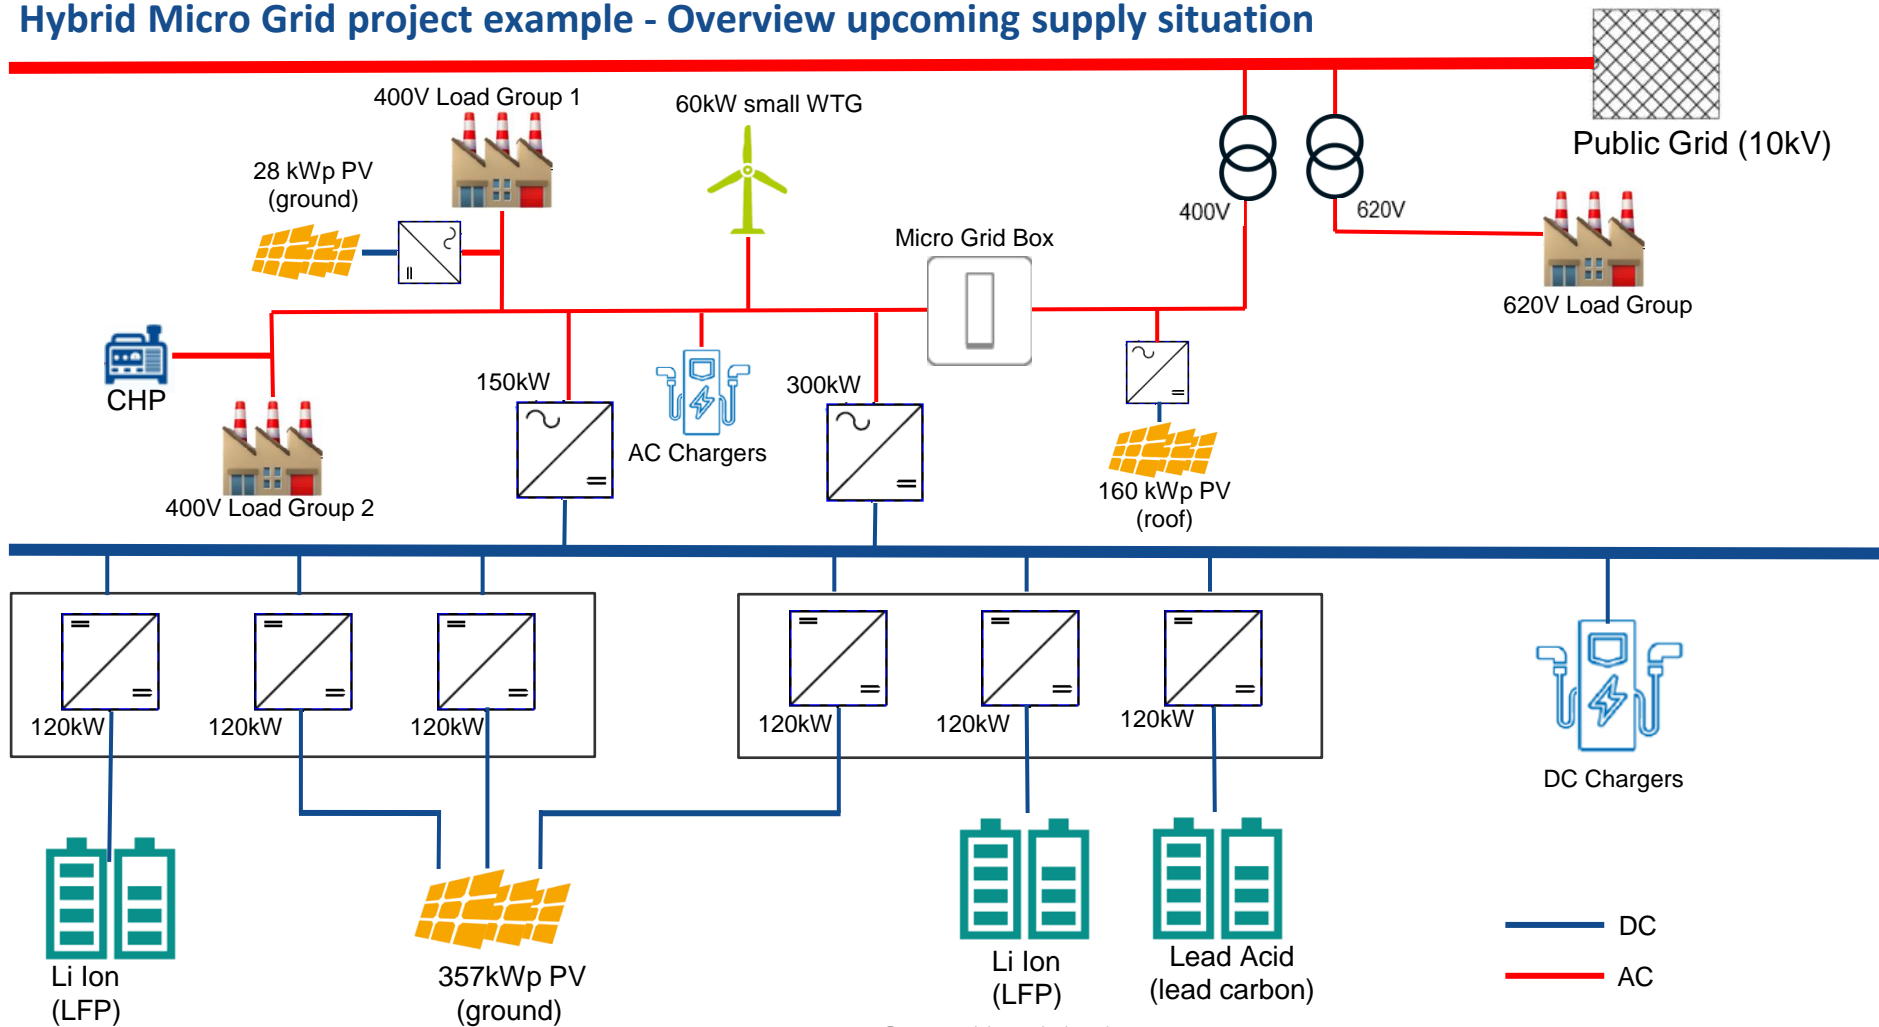 Hybrid Micro Grid project example - Overview upcoming supply situation
400V Load Group 1
60kW small WTG
Public Grid (10kV)
28 kWp PV
(ground)
400V
620V
Micro Grid Box
620V Load Group
CHP
150kW
300kW
AC Chargers
160 kWp PV
(roof)
400V Load Group 2
120kW
120kW
120kW
120kW
120kW
120kW
DC Chargers
Li Ion
(LFP)
357kWp PV
(ground)
Li Ion
(LFP)
Lead Acid
(lead carbon)
DC
AC